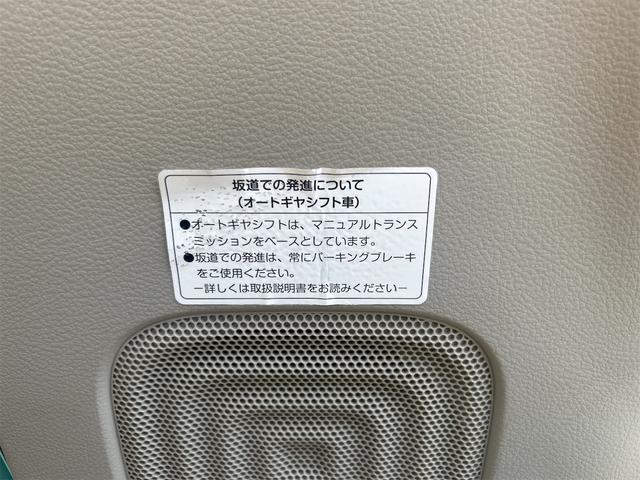 坂道での発進について
（オートギヤシフト車）
●オートギヤシフトは、マニュアルトランス
ミッションをベースとしています。
●坂道での発進は、常にパーキングブレーキ
をご使用ください。
－詳しくは取扱説明書をお読みください－